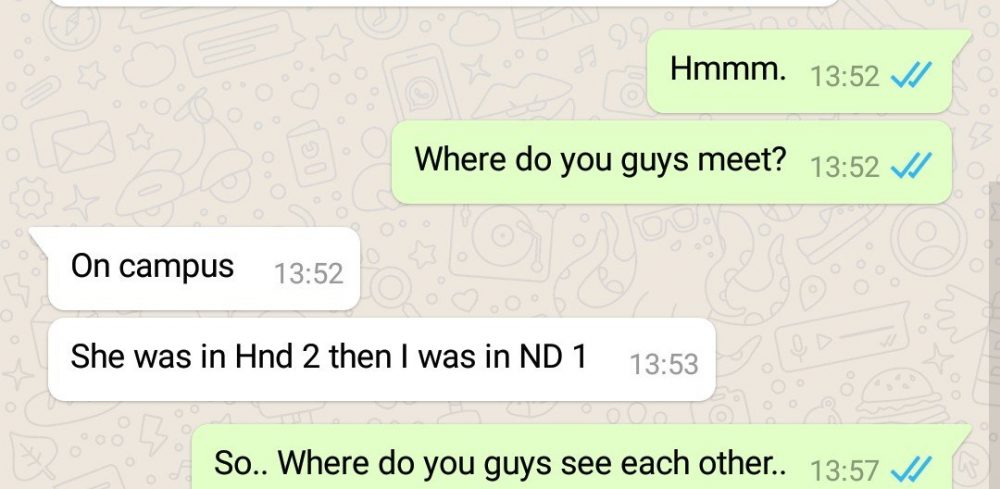 Hmmm. 13:52
Where do you guys meet? 13:52
On campus 13:52
She was in Hnd 2 then I was in ND 1 13:53
So.. Where do you guys see each other.. 13:57